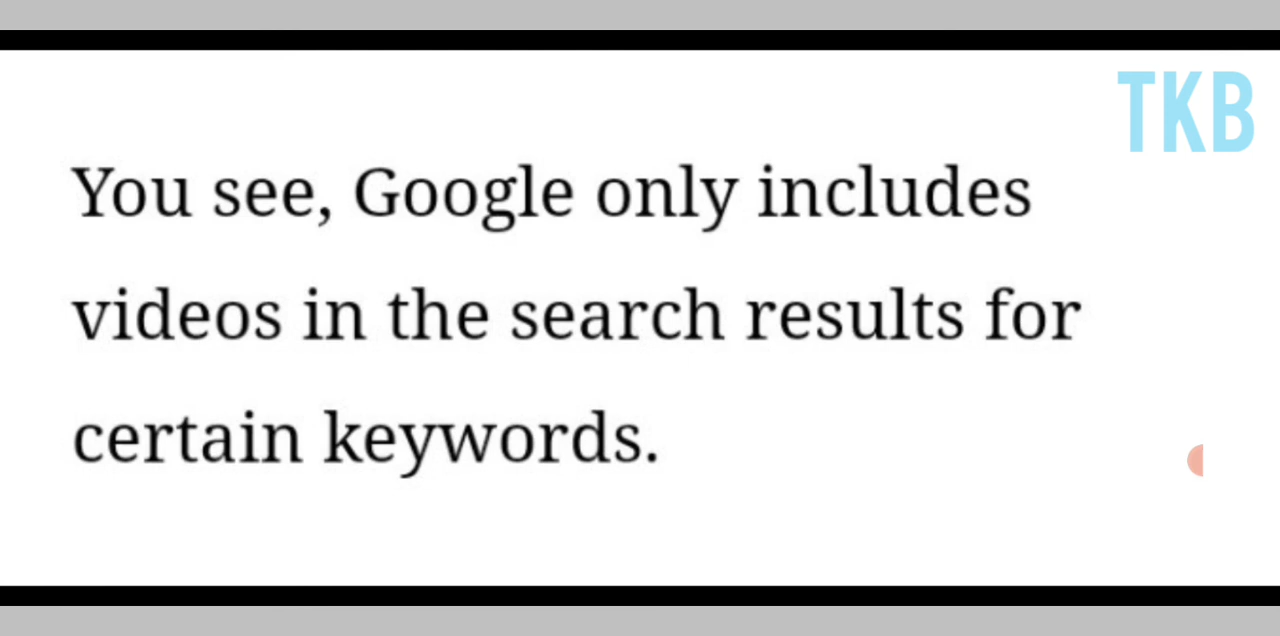 TKB
You see, Google only includes
videos in the search results for
certain keywords.